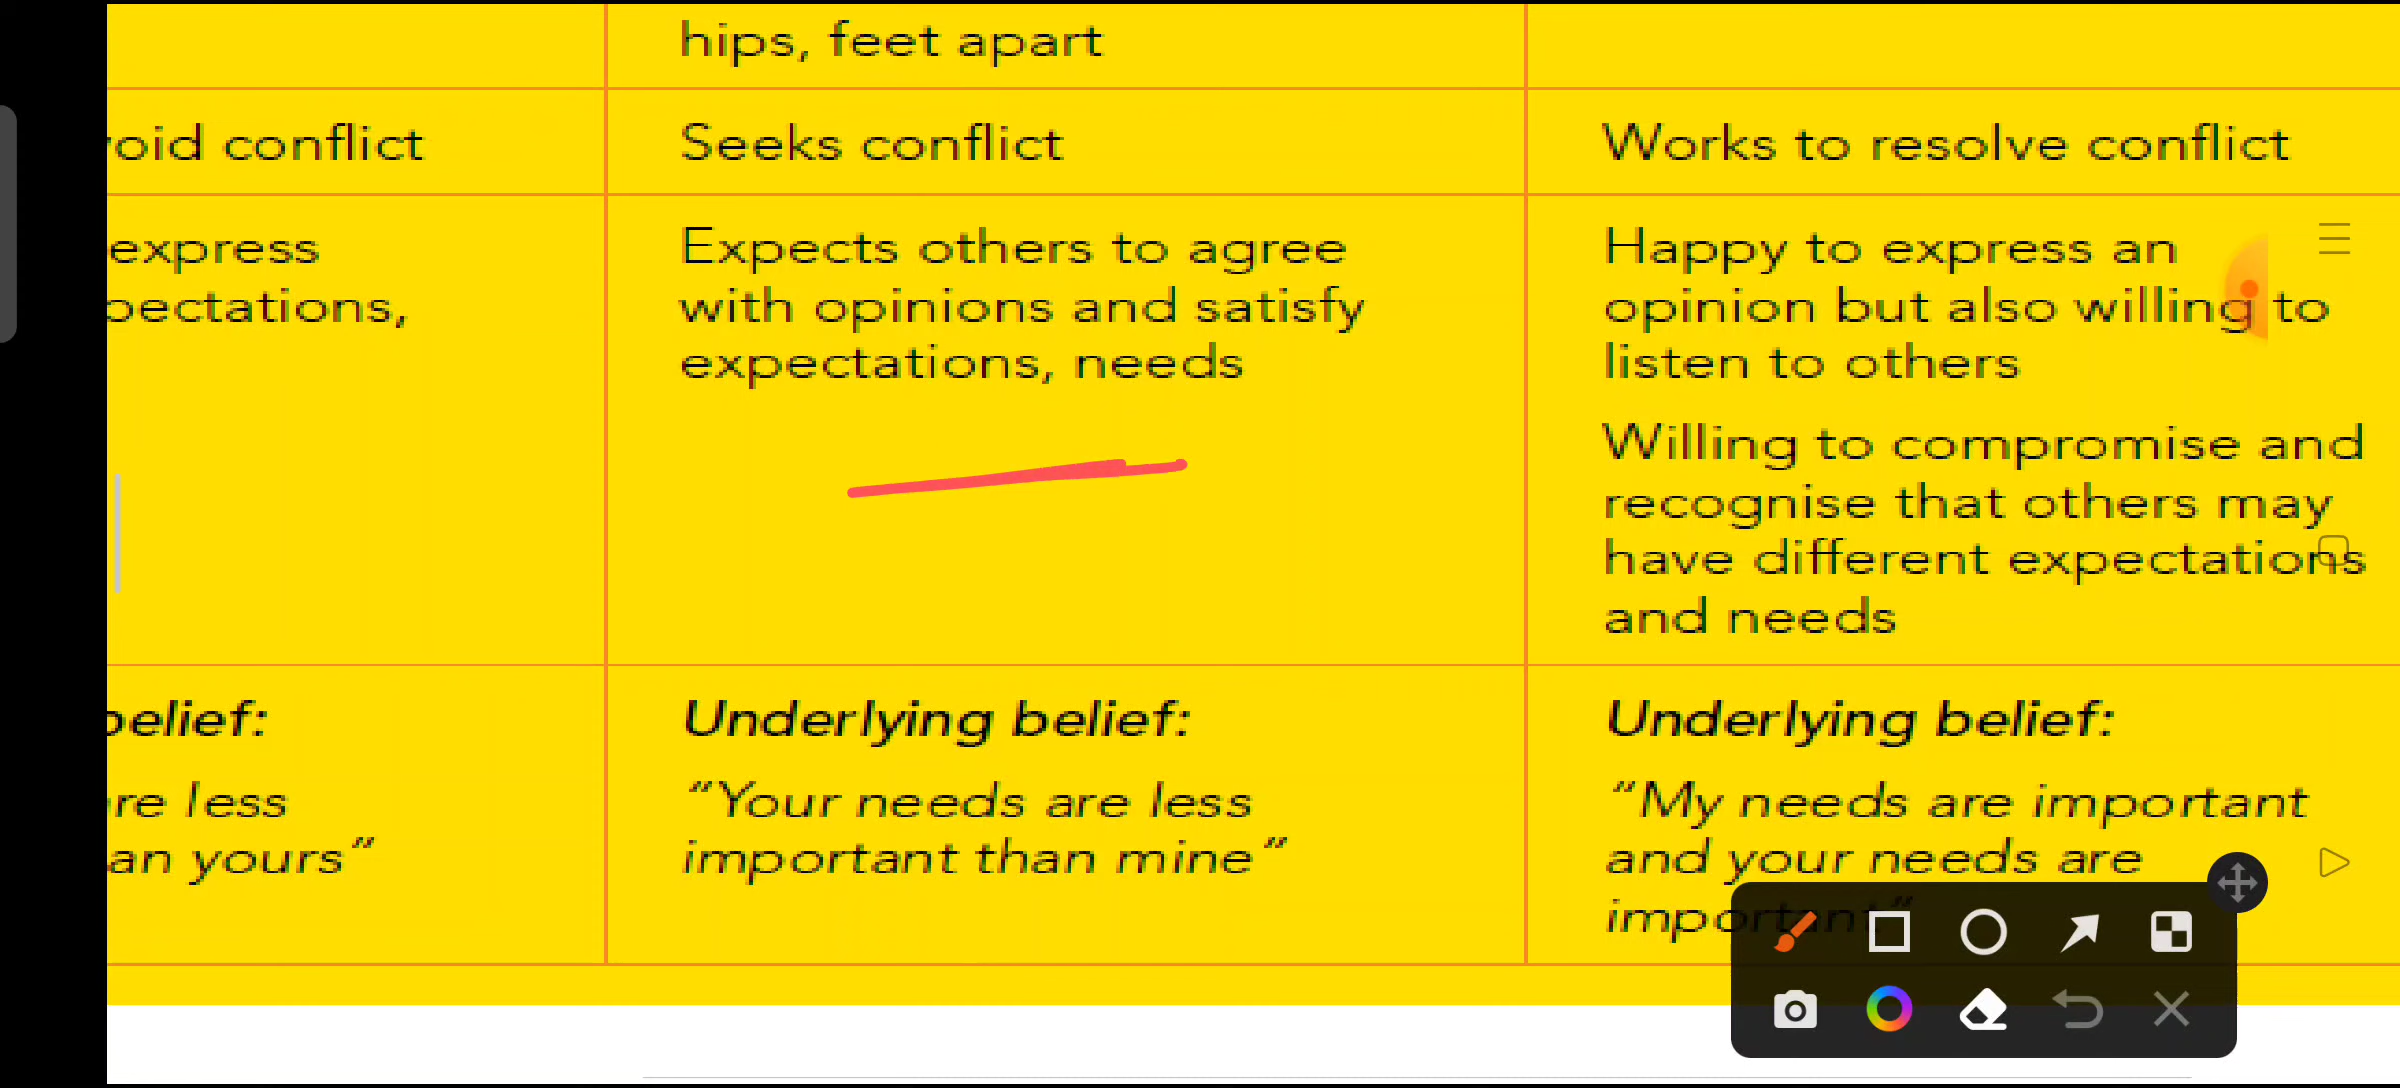 hips, feet apart
void conflict
Seeks conflict
Works to resolve conflict
express
pectations,
Expects others to agree
with opinions and satisfy
expectations, needs
Happy to express an
opinion but also willing to
listen to others
Willing to compromise and
recognise that others may
have different expectations
and needs
belief:
re less
an yours”
Underlying belief:
“Your needs are less
important than mine”
Underlying belief:
“My needs are important
and your needs are
important”